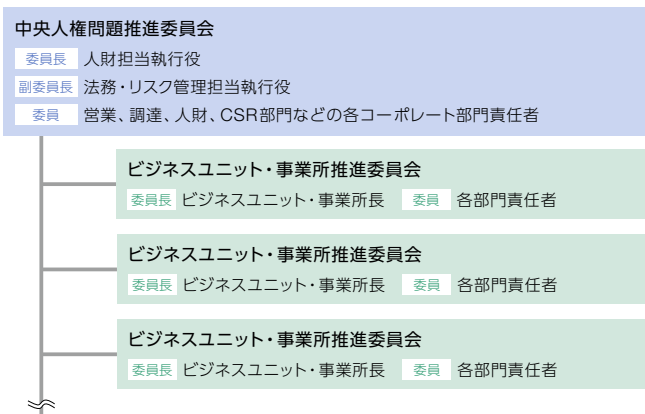 中央人権問題推進委員会
委員長 人財担当執行役
副委員長 法務・リスク管理担当執行役
委員 営業、調達、人財、CSR部門などの各コーポレート部門責任者
ビジネスユニット・事業所推進委員会
委員長 ビジネスユニット・事業所長 委員 各部門責任者
ビジネスユニット・事業所推進委員会
委員長 ビジネスユニット・事業所長 委員 各部門責任者
ビジネスユニット・事業所推進委員会
委員長 ビジネスユニット・事業所長 委員 各部門責任者